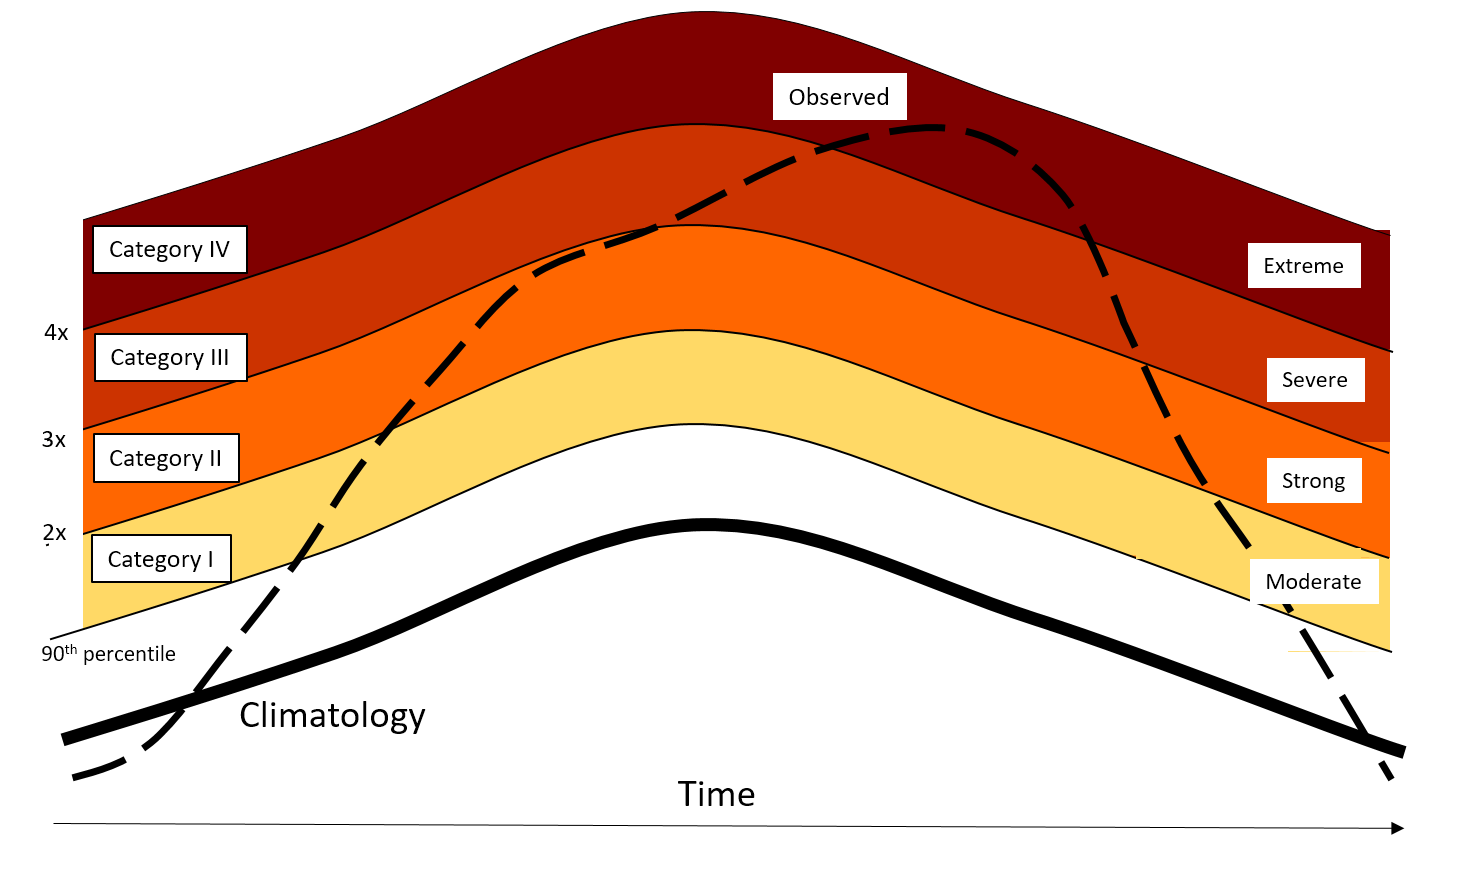 Observed
Category IV
Extreme
4x
Category III
Severe
3x
Category II
Strong
2x
Category I
Moderate
90th percentile
Climatology
Time